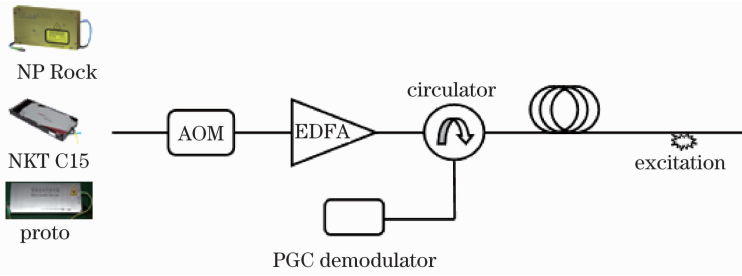 NP Rock
NKT C15
proto
AOM
EDFA
circulator
excitation
PGC demodulator